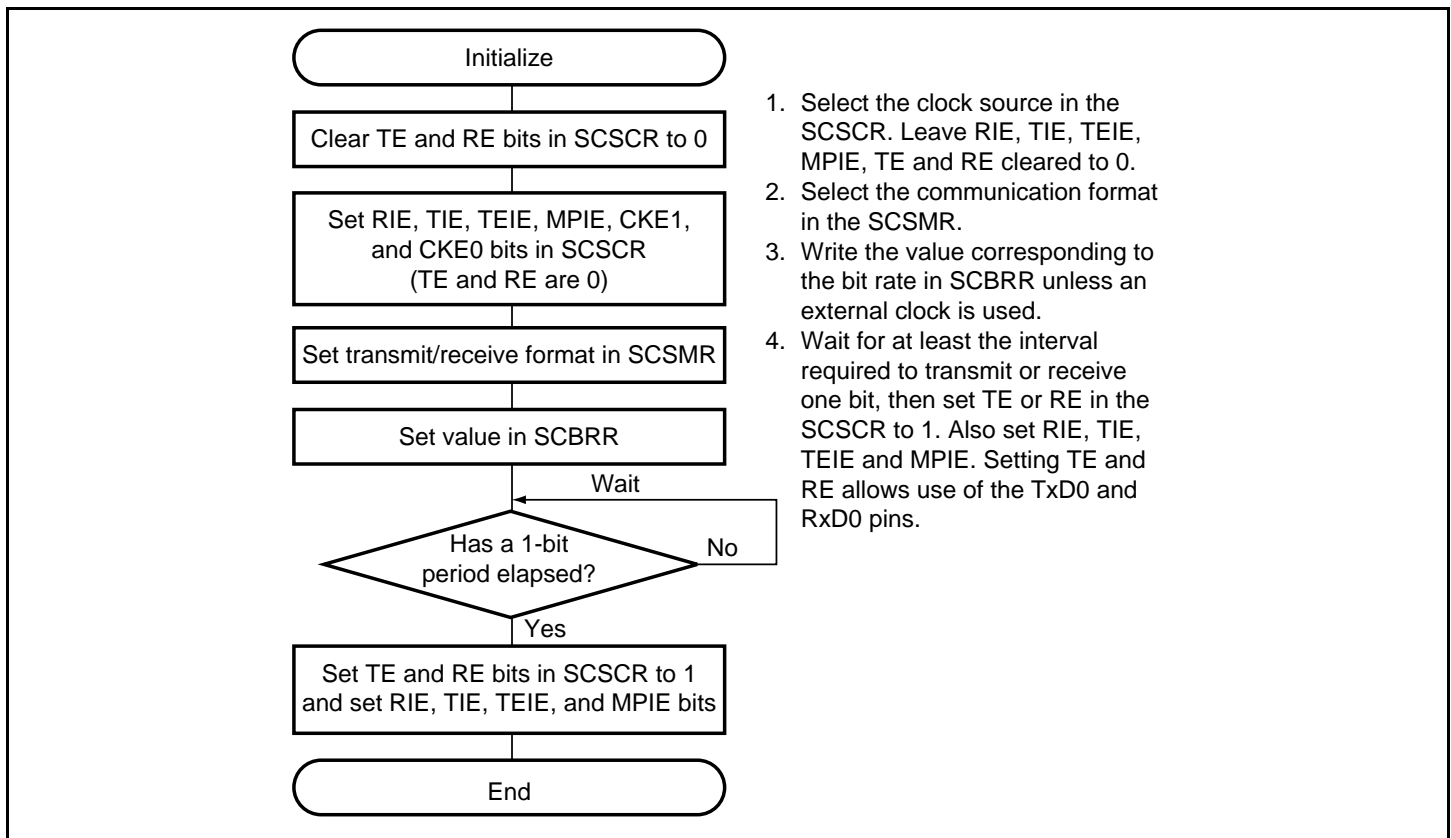 Initialize
Clear TE and RE bits in SCSCR to 0
Set RIE, TIE, TEIE, MPIE, CKE1,
and CKE0 bits in SCSCR
(TE and RE are 0)
Set transmit/receive format in SCSMR
Set value in SCBRR
Wait
Has a 1-bit
period elapsed?
No
Yes
Set TE and RE bits in SCSCR to 1
and set RIE, TIE, TEIE, and MPIE bits
End
1. Select the clock source in the
SCSCR. Leave RIE, TIE, TEIE,
MPIE, TE and RE cleared to 0.
2. Select the communication format
in the SCSMR.
3. Write the value corresponding to
the bit rate in SCBRR unless an
external clock is used.
4. Wait for at least the interval
required to transmit or receive
one bit, then set TE or RE in the
SCSCR to 1. Also set RIE, TIE,
TEIE and MPIE. Setting TE and
RE allows use of the TxD0 and
RxD0 pins.